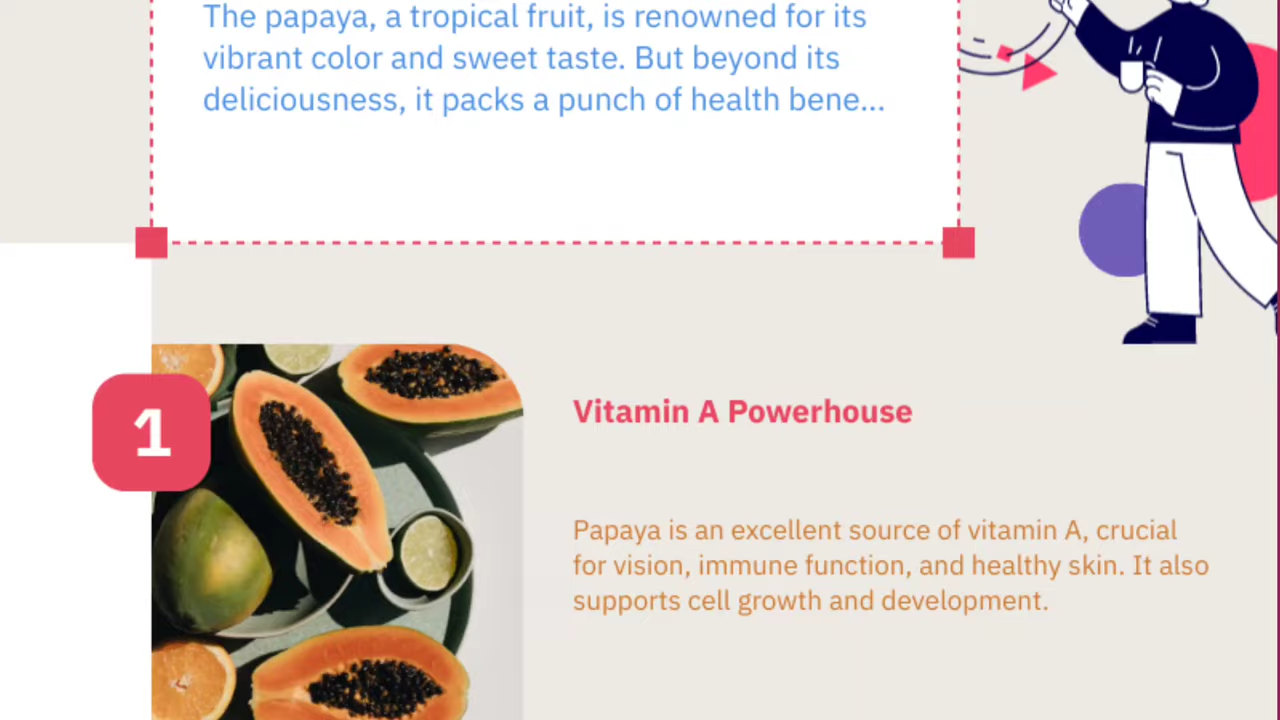 The papaya, a tropical fruit, is renowned for its
vibrant color and sweet taste. But beyond its
deliciousness, it packs a punch of health bene...
1
Vitamin A Powerhouse
Papaya is an excellent source of vitamin A, crucial
for vision, immune function, and healthy skin. It also
supports cell growth and development.